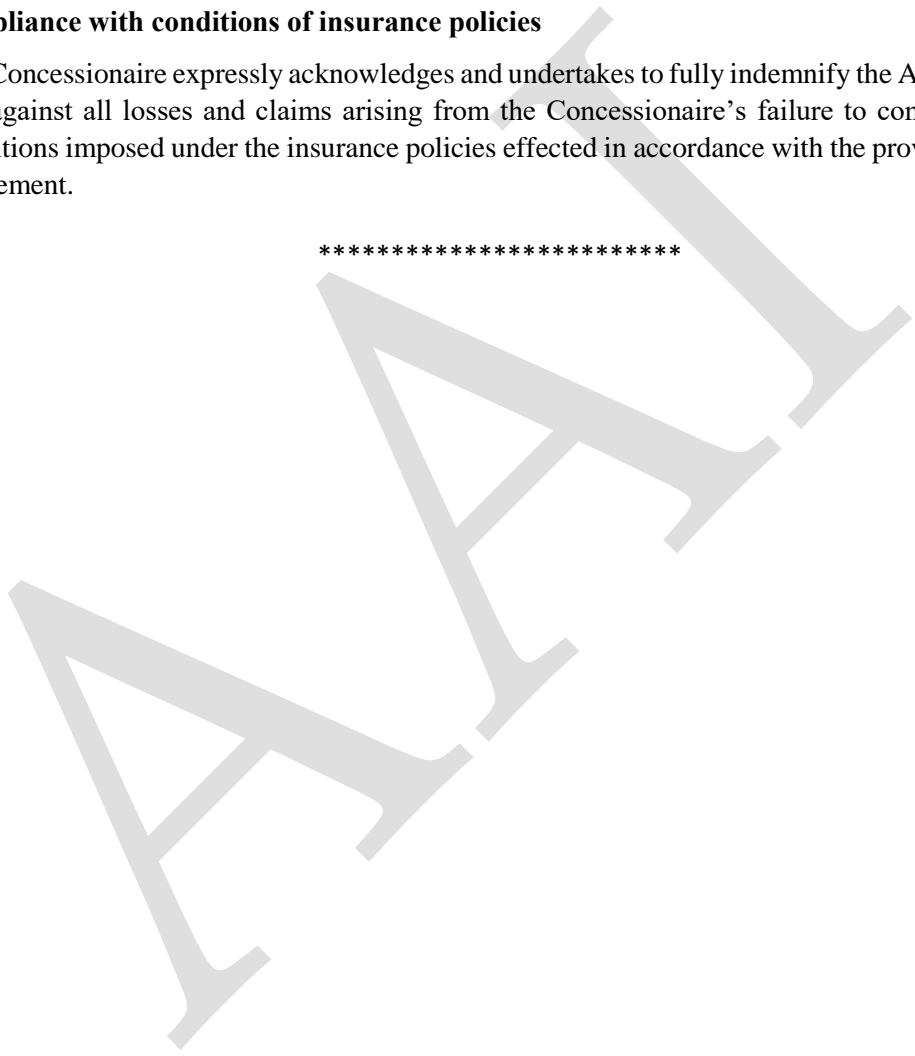 pliance with conditions of insurance policies
Concessionaire expressly acknowledges and undertakes to fully indemnify the A
against all losses and claims arising from the Concessionaire’s failure to con
itions imposed under the insurance policies effected in accordance with the prov
ement.
*************************
AAI